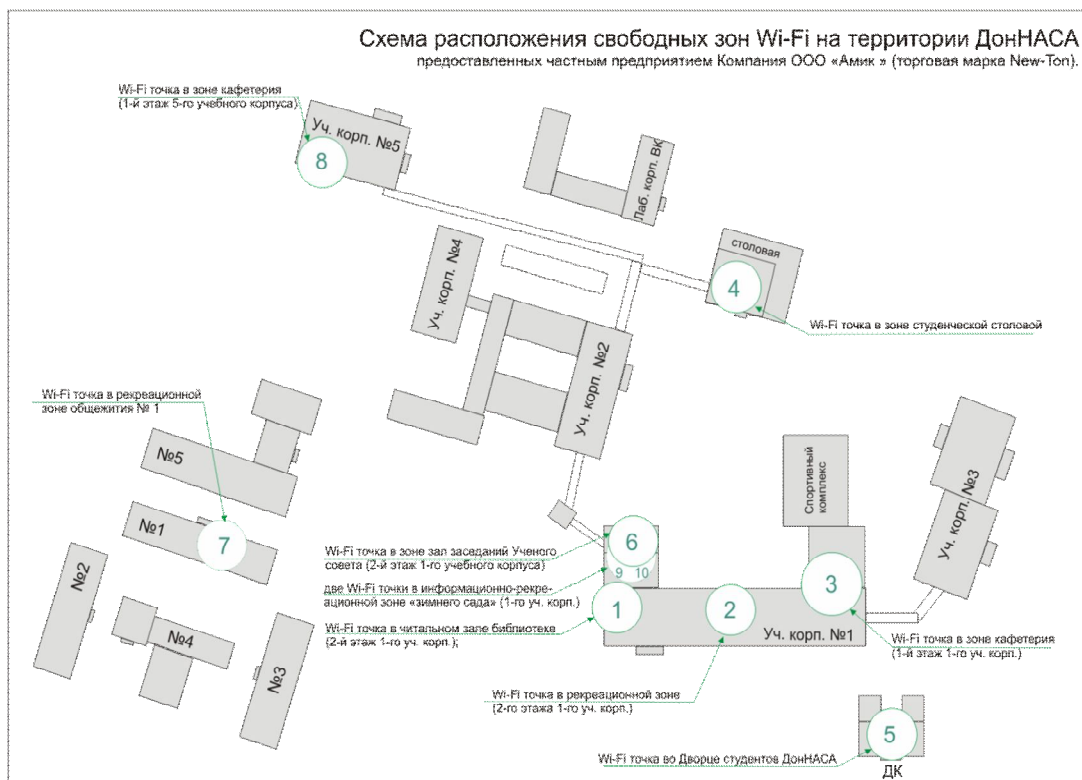 Схема расположения свободных зон Wi-Fi на территории ДонНАСА
предоставленных частным предприятием Компания ООО «Амик » (торговая марка New-Ton).
Wi-Fi точка в зоне кафетерия
(1-й этаж 5-го учебного корпуса)
Уч. корп. №5
8
Лаб. корп. ВК
столовая
4
Wi-Fi точка в зоне студенческой столовой
Уч. корп. №4
Уч. корп. №2
Wi-Fi точка в рекреационной
зоне общежития № 1
№5
№1
7
№2
№4
№3
Спортивный
комплекс
Уч. корп. №3
Wi-Fi точка в зоне зал заседаний Ученого
совета (2-й этаж 1-го учебного корпуса)
6
9 10
две Wi-Fi точки в информационно-рекре-
ационной зоне «зимнего сада» (1-го уч. корп.)
Wi-Fi точка в читальном зале библиотеке
(2-й этаж 1-го уч. корп.);
1
2
3
Уч. корп. №1
Wi-Fi точка в зоне кафетерия
(1-й этаж 1-го уч. корп.)
Wi-Fi точка в рекреационной зоне
(2-го этажа 1-го уч. корп.)
5
Wi-Fi точка во Дворце студентов ДонНАСА
ДК